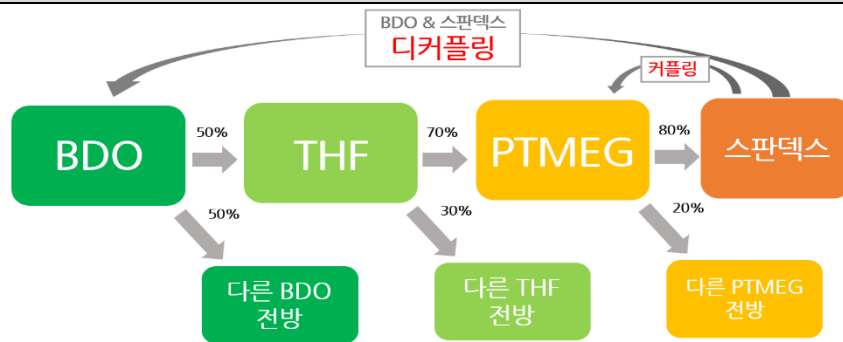 BDO & 스판덱스
디커플링
커플링
BDO
50%
THF
70%
PTMEG
80%
스판덱스
50%
30%
20%
다른 BDO
전방
다른 THF
전방
다른 PTMEG
전방